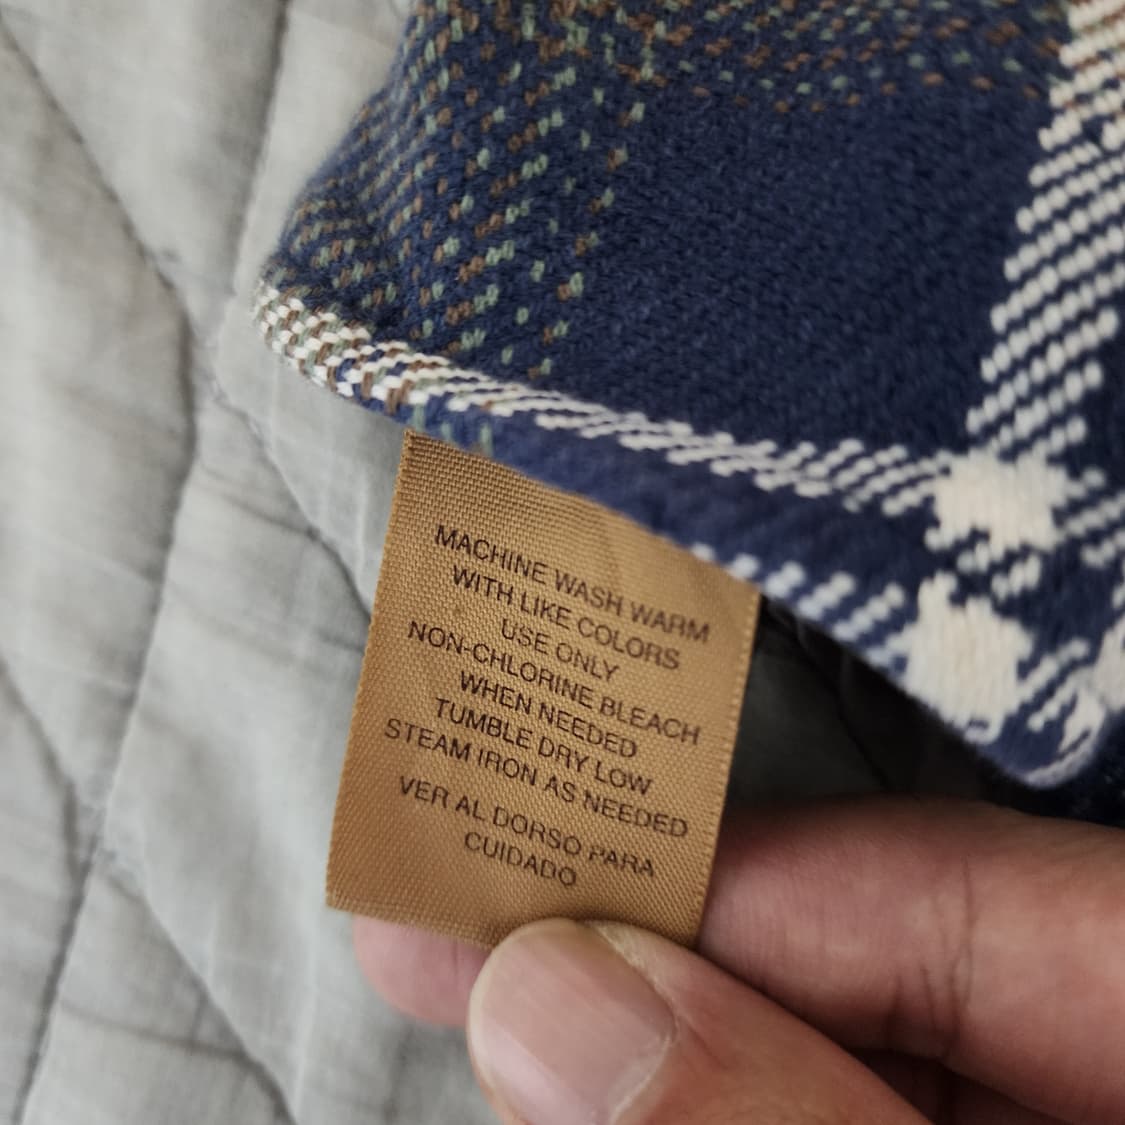 MACHINE WASH WARM
WITH LIKE COLORS
USE ONLY
NON-CHLORINE BLEACH
WHEN NEEDED
TUMBLE DRY LOW
STEAM IRON AS NEEDED
VER AL DORSO PARA
CUIDADO